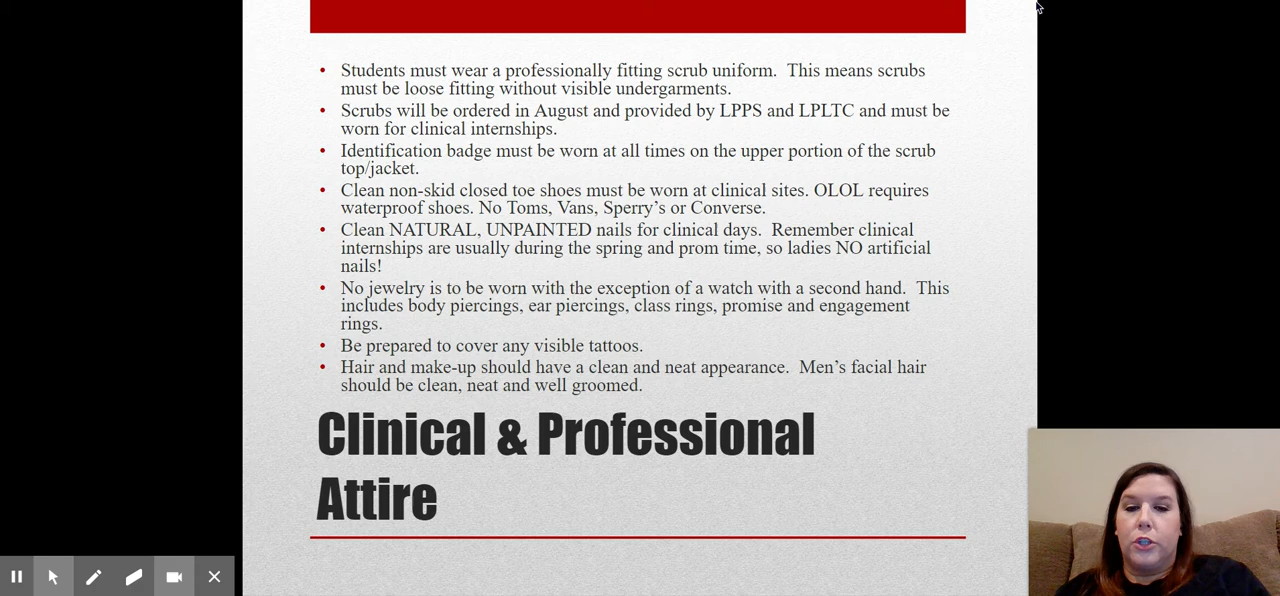 Students must wear a professionally fitting scrub uniform.  This means scrubs
must be loose fitting without visible undergarments.
Scrubs will be ordered in August and provided by LPPS and LPLTC and must be
worn for clinical internships.
Identification badge must be worn at all times on the upper portion of the scrub
top/jacket.
Clean non-skid closed toe shoes must be worn at clinical sites. OLOL requires
waterproof shoes. No Toms, Vans, Sperry's or Converse.
Clean NATURAL, UNPAINTED nails for clinical days.  Remember clinical
internships are usually during the spring and prom time, so ladies NO artificial
nails!
No jewelry is to be worn with the exception of a watch with a second hand.  This
includes body piercings, ear piercings, class rings, promise and engagement
rings.
Be prepared to cover any visible tattoos.
Hair and make-up should have a clean and neat appearance.  Men's facial hair
should be clean, neat and well groomed.
Clinical & Professional
Attire